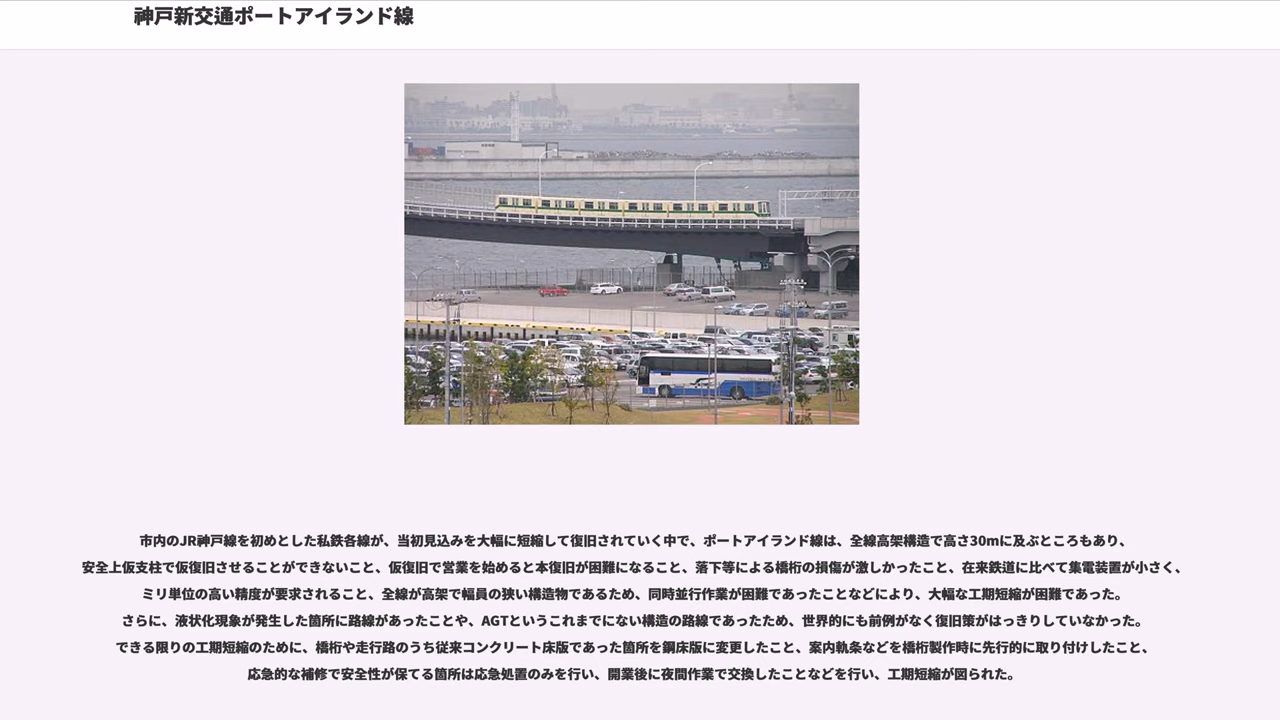 神戸新交通ポートアイランド線
市内のJR神戸線を初めとした私鉄各線が、当初見込みを大幅に短縮して復旧されていく中で、ポートアイランド線は、全線高架構造で高さ30mに及ぶところもあり、
安全上仮支柱で仮復旧させることができないこと、仮復旧で営業を始めると本復旧が困難になること、落下等による橋桁の損傷が激しかったこと、在来鉄道に比べて集電装置が小さく、
ミリ単位の高い精度が要求されること、全線が高架で幅員の狭い構造物であるため、同時並行作業が困難であったことなどにより、大幅な工期短縮が困難であった。
さらに、液状化現象が発生した箇所に路線があったことや、AGTというこれまでにない構造の路線であったため、世界的にも前例がなく復旧策がはっきりしていなかった。
できる限りの工期短縮のために、橋桁や走行路のうち従来コンクリート床版であった箇所を鋼床版に変更したこと、案内軌条などを橋桁製作時に先行的に取り付けしたこと、
応急的な補修で安全性が保てる箇所は応急処置のみを行い、開業後に夜間作業で交換したことなどを行い、工期短縮が図られた。